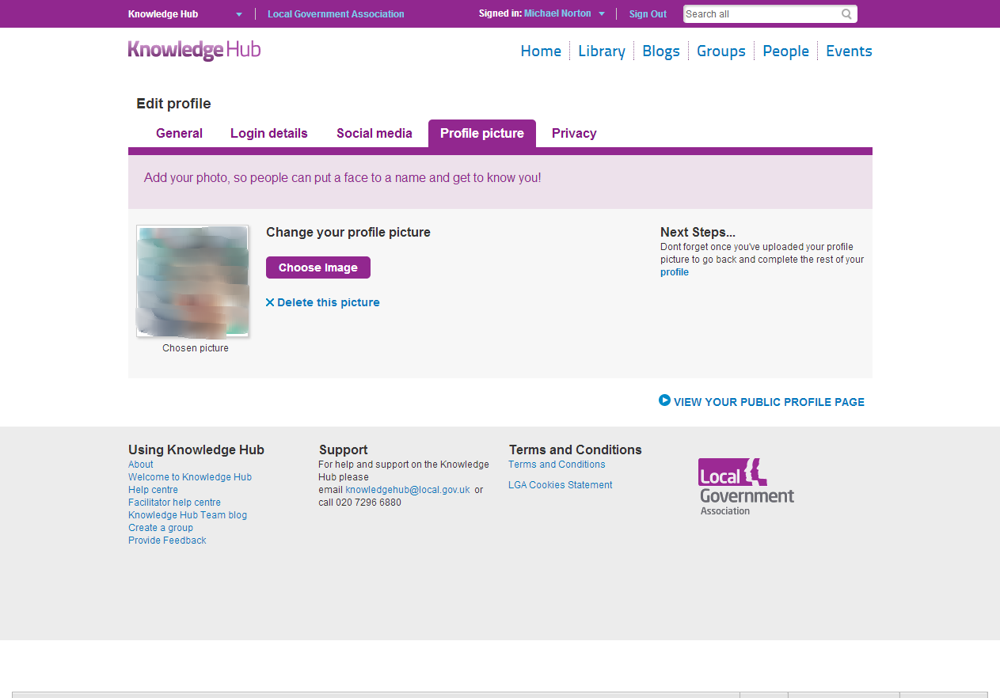 Knowledge Hub
Local Government Association
Signed in: Michael Norton
Sign Out
Search all
Knowledge Hub
Home
Library
Blogs
Groups
People
Events
Edit profile
General
Login details
Social media
Profile picture
Privacy
Add your photo, so people can put a face to a name and get to know you!
Change your profile picture
Choose Image
Delete this picture
Chosen picture
Next Steps...
Dont forget once you've uploaded your profile
picture to go back and complete the rest of your
profile
VIEW YOUR PUBLIC PROFILE PAGE
Using Knowledge Hub
About
Welcome to Knowledge Hub
Help centre
Facilitator help centre
Knowledge Hub Team blog
Create a group
Provide Feedback
Support
For help and support on the Knowledge
Hub please
email knowledgehub@local.gov.uk or
call 020 7296 6880
Terms and Conditions
Terms and Conditions
LGA Cookies Statement
Local
Government
Association